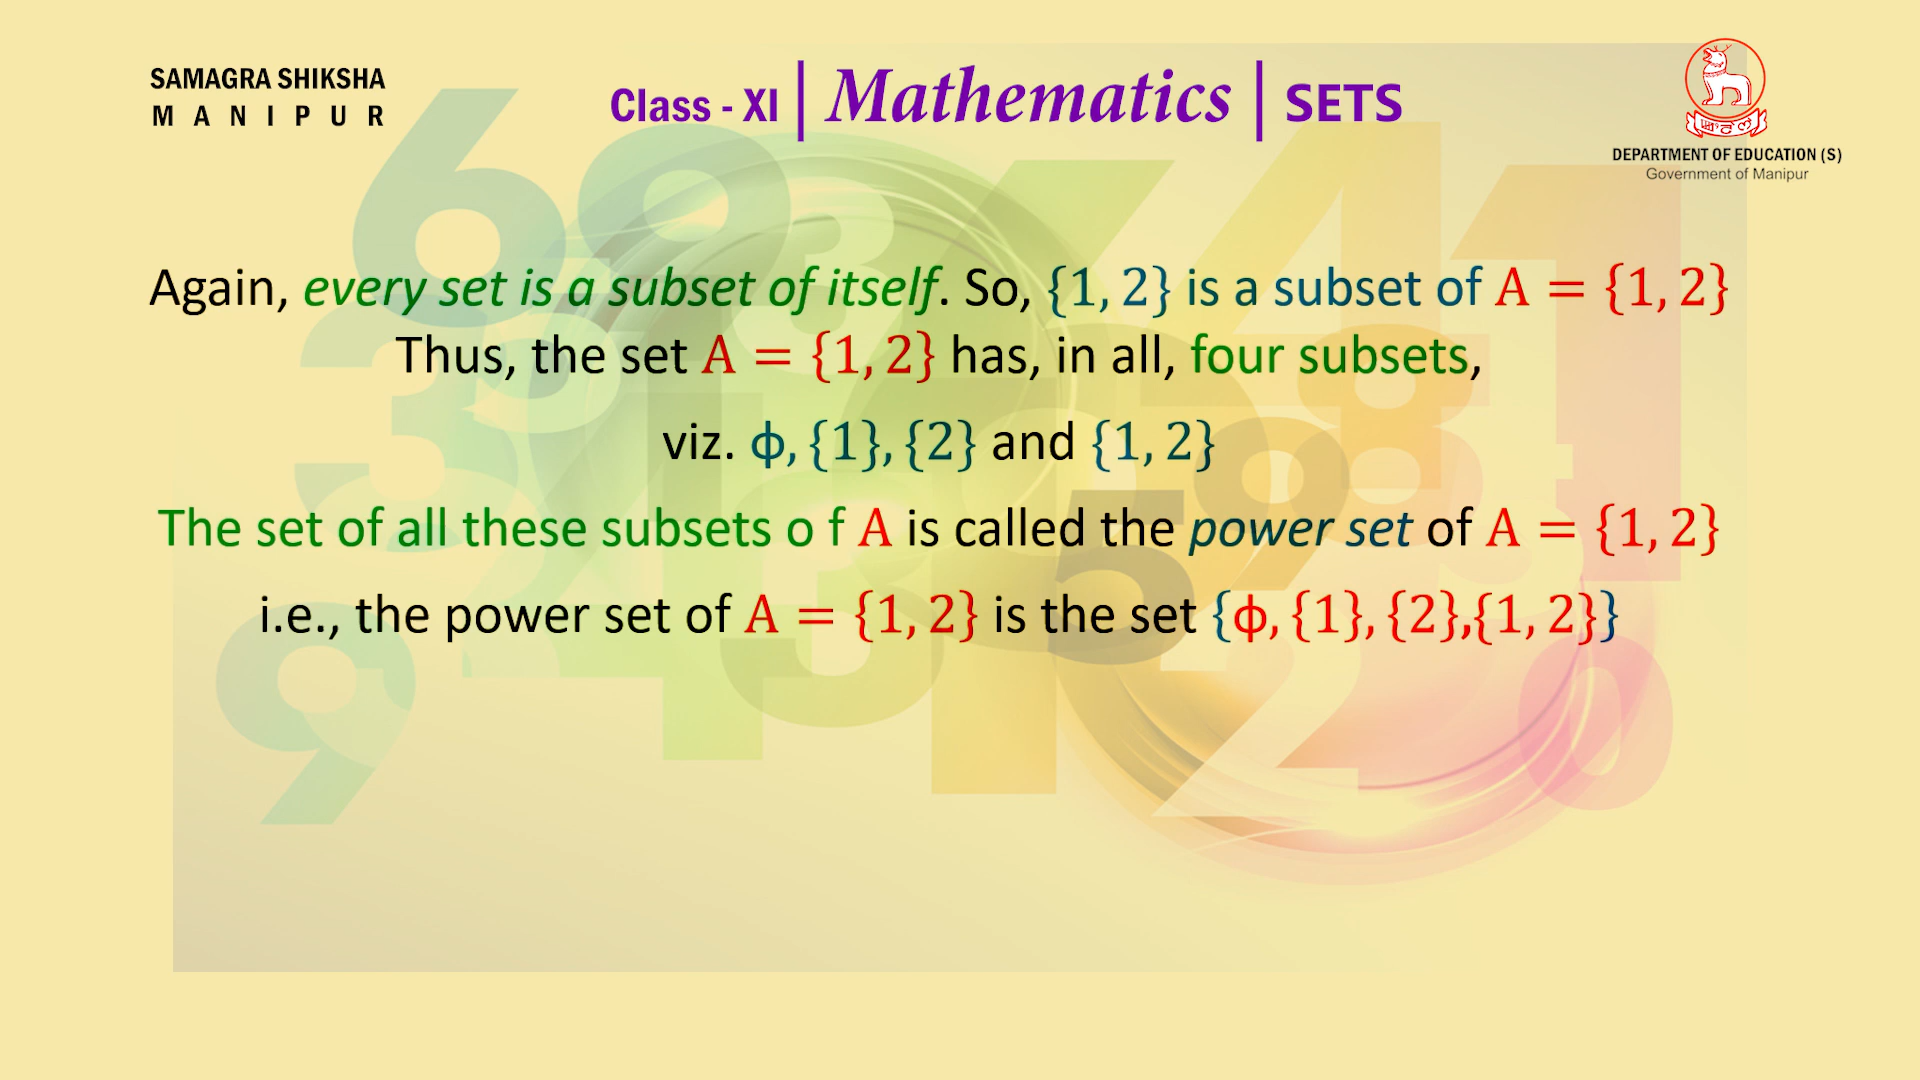 SAMAGRA SHIKSHA
MANIPUR
Class - XI | Mathematics | SETS
DEPARTMENT OF EDUCATION (S)
Government of Manipur
Again, every set is a subset of itself. So, {1, 2} is a subset of A = {1, 2}
Thus, the set A = {1, 2} has, in all, four subsets,
viz. ϕ, {1}, {2} and {1, 2}
The set of all these subsets o f A is called the power set of A = {1, 2}
i.e., the power set of A = {1, 2} is the set {ϕ, {1}, {2},{1, 2}}